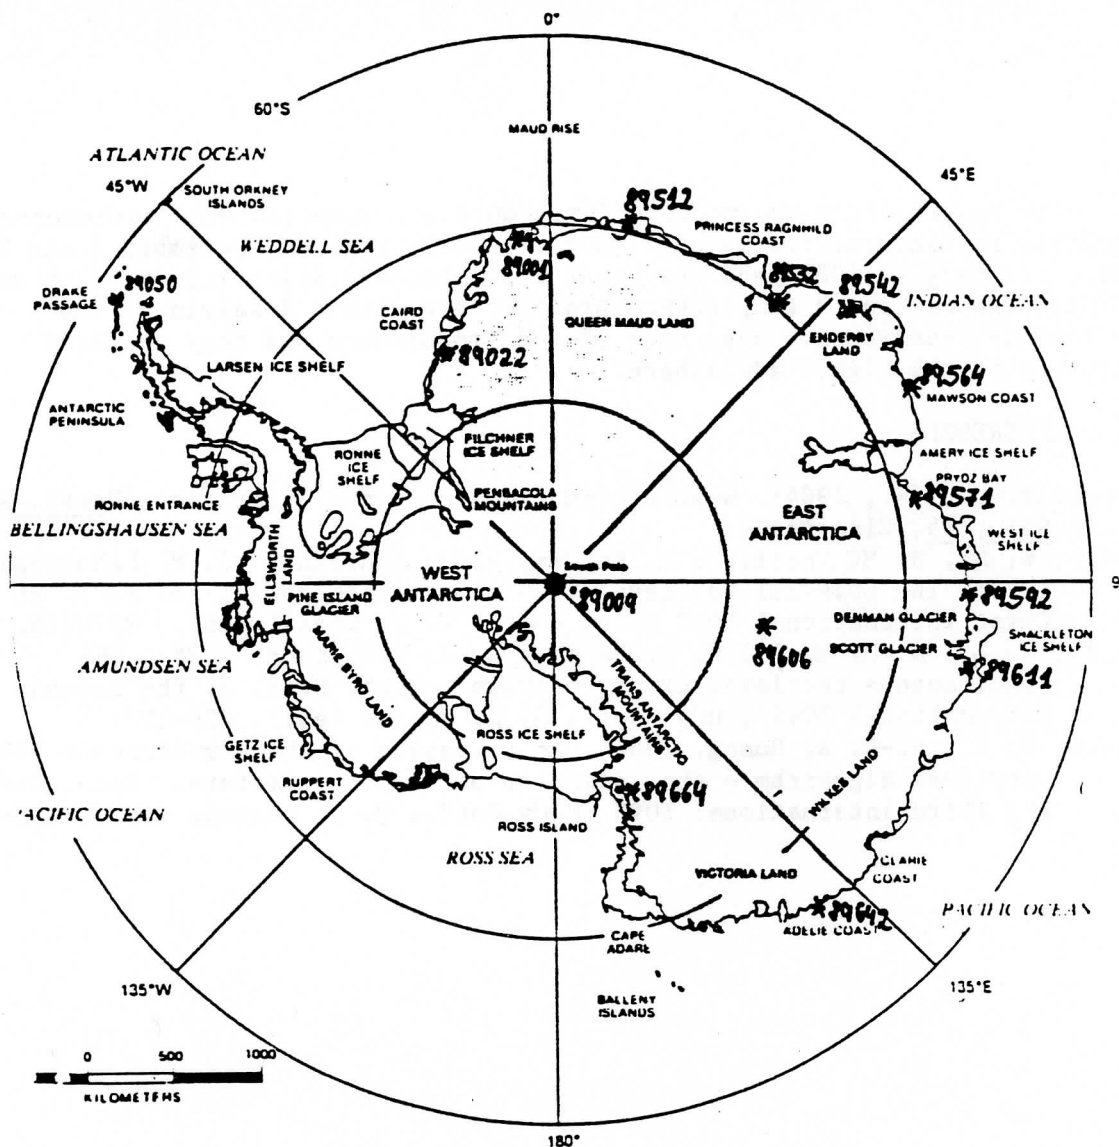 0°
60°S
MAUD RISE
ATLANTIC OCEAN
45°W
45°E
SOUTH ORKNEY
ISLANDS
89512
WEDDELL SEA
PRINCESS RAGNHILD
COAST
89001
89050
DRAKE
PASSAGE
89532
89542
INDIAN OCEAN
CAIRD
COAST
QUEEN MAUD LAND
ENDERBY
LAND
89022
LARSEN ICE SHELF
89564
MAWSON COAST
ANTARCTIC
PENINSULA
FILCHNER
ICE SHELF
RONNE
ICE
SHELF
AMERY ICE SHELF
PRYDZ BAY
89571
PENSACOLA
MOUNTAINS
RONNE ENTRANCE
BELLINGSHAUSEN SEA
EAST
ANTARCTICA
WEST ICE
SHELF
ELLSWORTH
LAND
South Pole
WEST
ANTARCTICA
9
PINE ISLAND
GLACIER
89009
89592
DENMAN GLACIER
SHACKLETON
ICE SHELF
SCOTT GLACIER
89606
89611
AMUNDSEN SEA
MARIE BYRD LAND
TRANS ANTARCTIC
MOUNTAINS
ROSS ICE SHELF
GETZ ICE
SHELF
RUPPERT
COAST
89664
WILKES LAND
ACIFIC OCEAN
ROSS ISLAND
ROSS SEA
CLARIE
COAST
VICTORIA LAND
89642
ADELIE COAST
PACIFIC OCEAN
CAPE
ADARE
135°W
135°E
BALLENY
ISLANDS
0 500 1000
KILOMETERS
180°